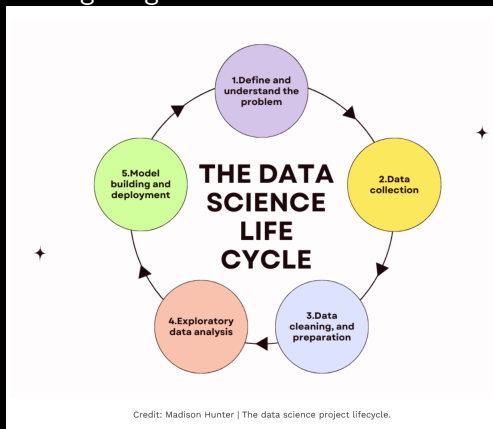 1.Define and
understand the
problem
2.Data
collection
3.Data
cleaning, and
preparation
4.Exploratory
data analysis
5.Model
building and
deployment
THE DATA
SCIENCE
LIFE
CYCLE
Credit: Madison Hunter | The data science project lifecycle.